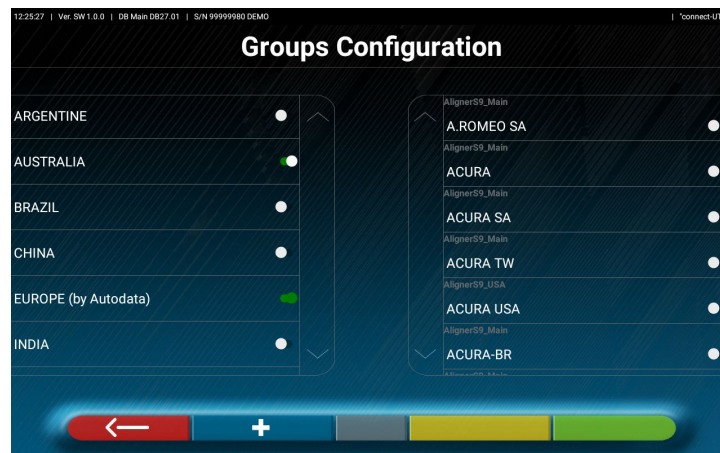 12:25:27 | Ver. SW 1.0.0 | DB Main DB27.01 | S/N 99999980 DEMO | "connect-UT
Groups Configuration
ARGENTINE
AUSTRALIA
BRAZIL
CHINA
EUROPE (by Autodata)
INDIA
AlignerS9_Main
A.ROMEO SA
AlignerS9_Main
ACURA
AlignerS9_Main
ACURA SA
AlignerS9_Main
ACURA TW
AlignerS9_USA
ACURA USA
AlignerS9_Main
ACURA-BR